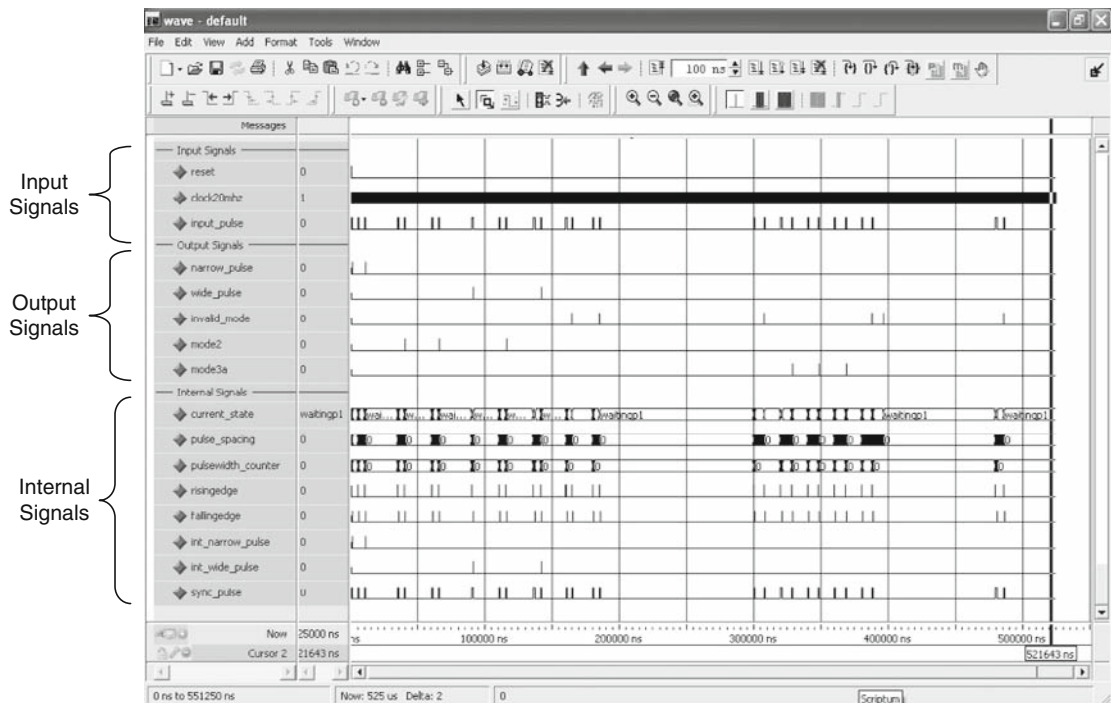 wave - default
File Edit View Add Format Tools Window
100 ns
Messages
Input Signals
Input Signals
reset 0
clock20mhz 1
input_pulse 0
Output Signals
Output Signals
narrow_pulse 0
wide_pulse 0
invalid_mode 0
mode2 0
mode3a 0
Internal Signals
Internal Signals
current_state waitingp1 wai... w... wai... w... w... w... waitingp1 waitingp1 waitingp1
pulse_spacing 0
pulsewidth_counter 0
risingedge 0
fallingedge 0
int_narrow_pulse 0
int_wide_pulse 0
sync_pulse U
Now 25000 ns ns 100000 ns 200000 ns 300000 ns 400000 ns 500000 ns
Cursor 2 21643 ns 521643 ns
0 ns to 551250 ns Now: 525 us Delta: 2 0 Scriptum